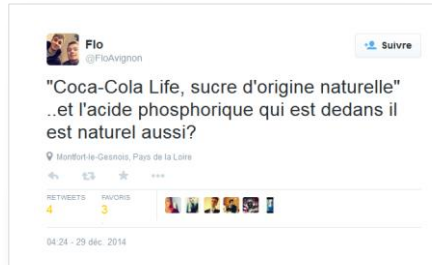 Flo
@FloAvignon
Suivre
"Coca-Cola Life, sucre d'origine naturelle"
..et l'acide phosphorique qui est dedans il
est naturel aussi?
Montfort-le-Gesnois, Pays de la Loire
RETWEETS FAVORIS
4 3
04:24 - 29 déc. 2014